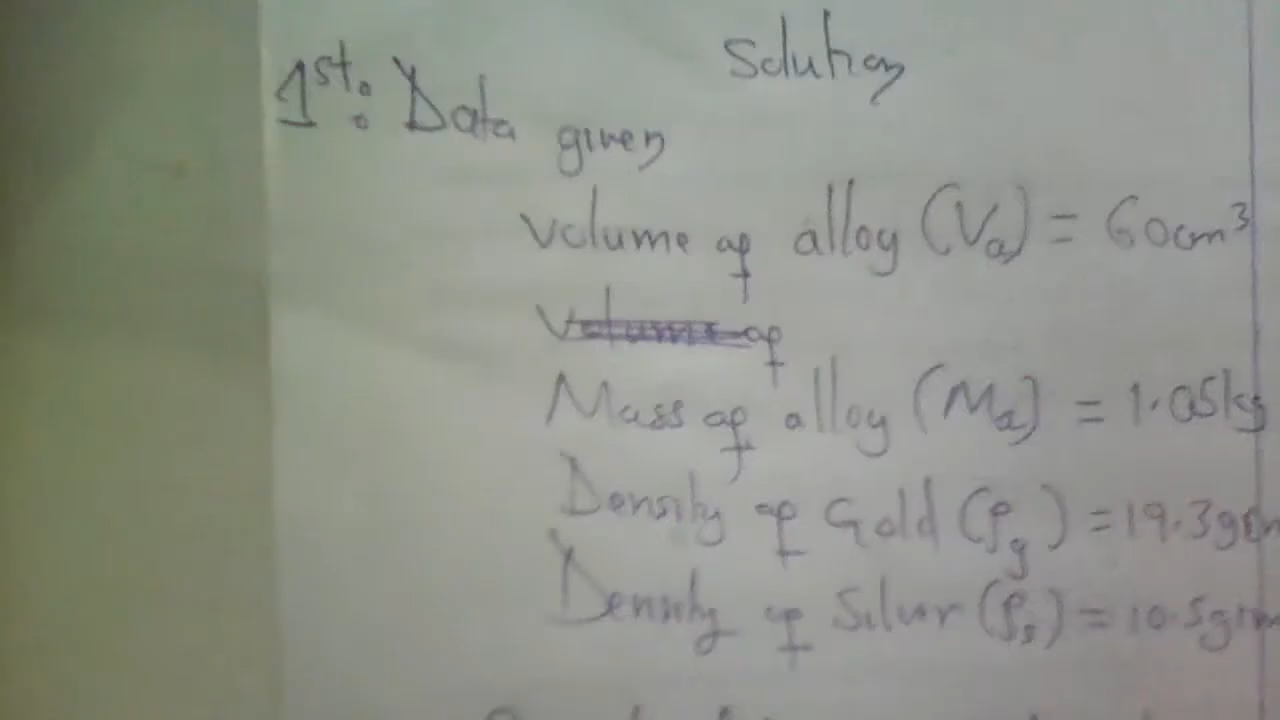 Solution
1st: Data given
Volume of alloy (Va) = 60cm³
Volume of
Mass of alloy (Ma) = 1.05kg
Density of Gold (ρg) = 19.3g
Density of Silver (ρs) = 10.5g